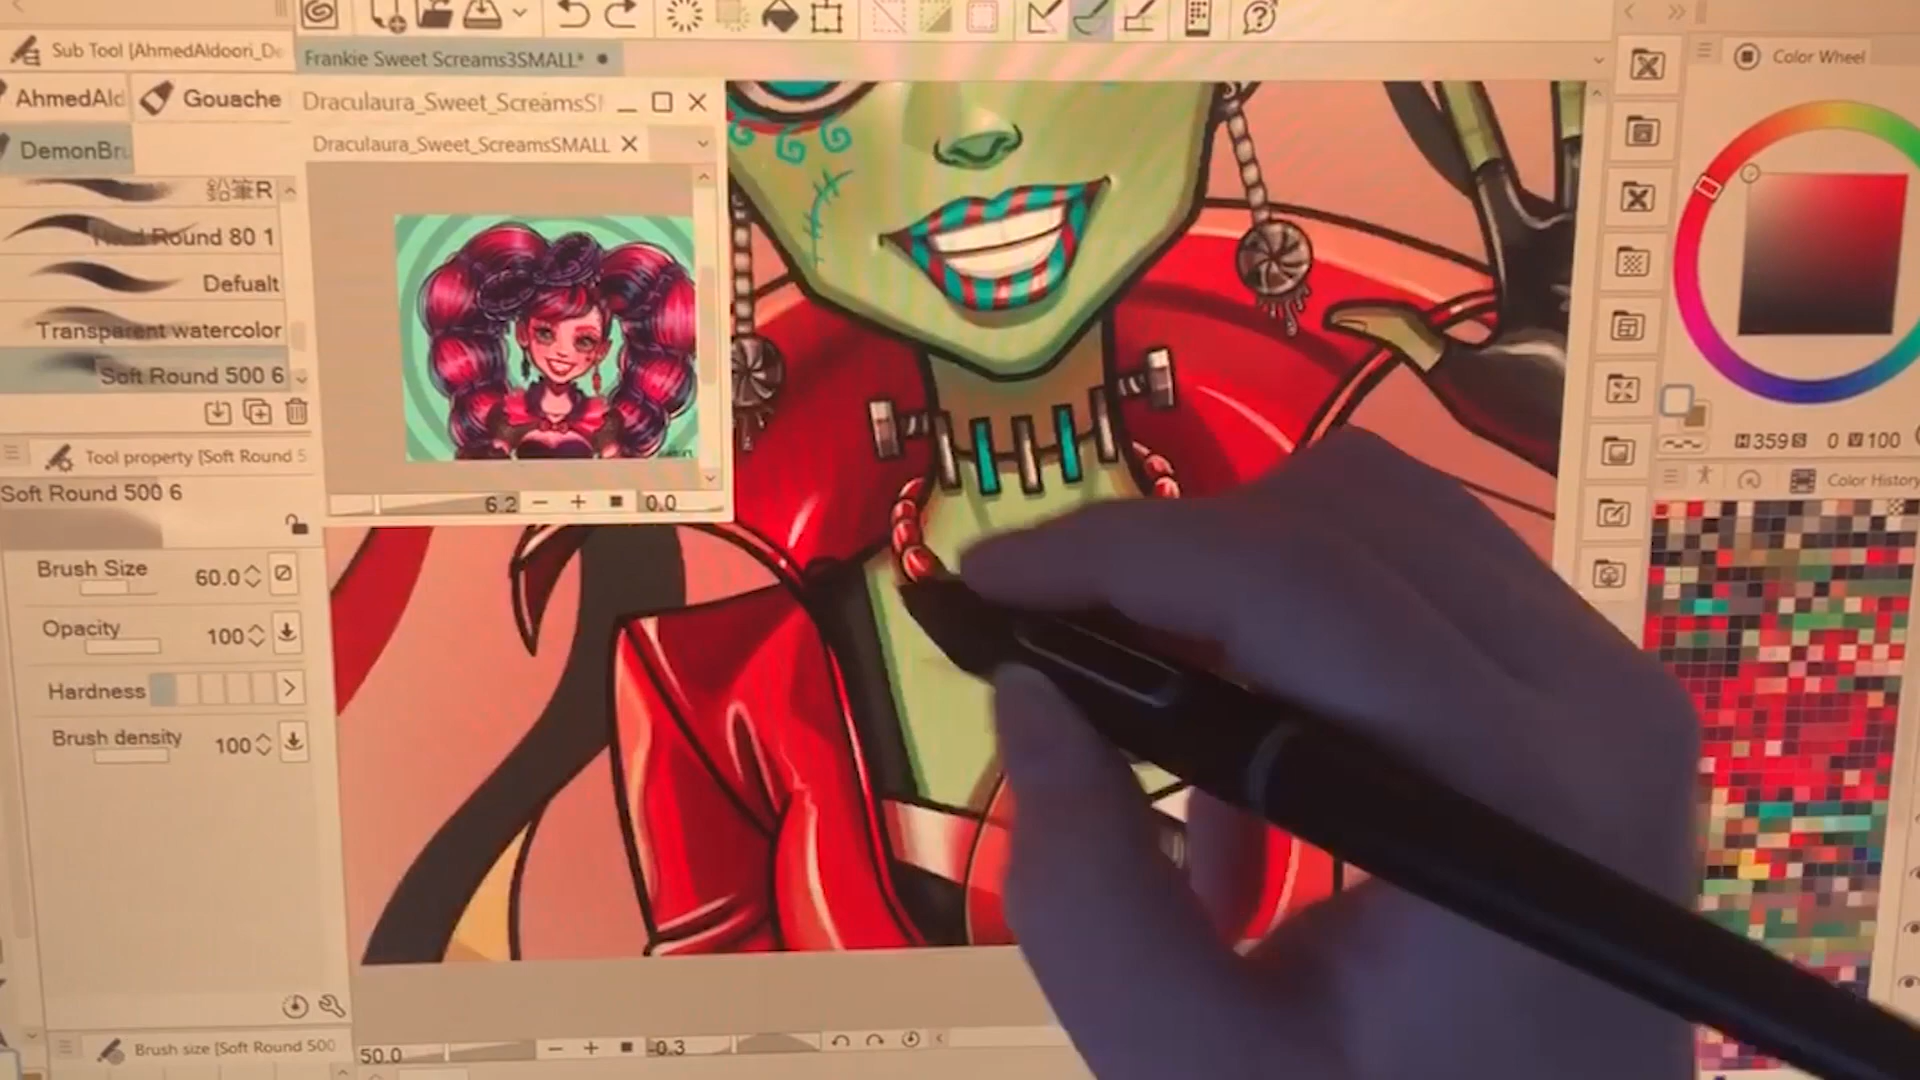 Sub Tool [AhmedAldoori_De
AhmedAld
Gouache
DemonBru
鉛筆R
Round 80 1
Defualt
Transparent watercolor
Soft Round 500 6
Tool property [Soft Round 5
Soft Round 500 6
Brush Size
60.0
Opacity
100
Hardness
Brush density
100
Brush size [Soft Round 500
Frankie Sweet Screams3SMALL*
Draculaura_Sweet_ScreamsS
Draculaura_Sweet_ScreamsSMALL
6.2
0.0
50.0
-0.3
Color Wheel
H 359 S 0 V 100
Color History